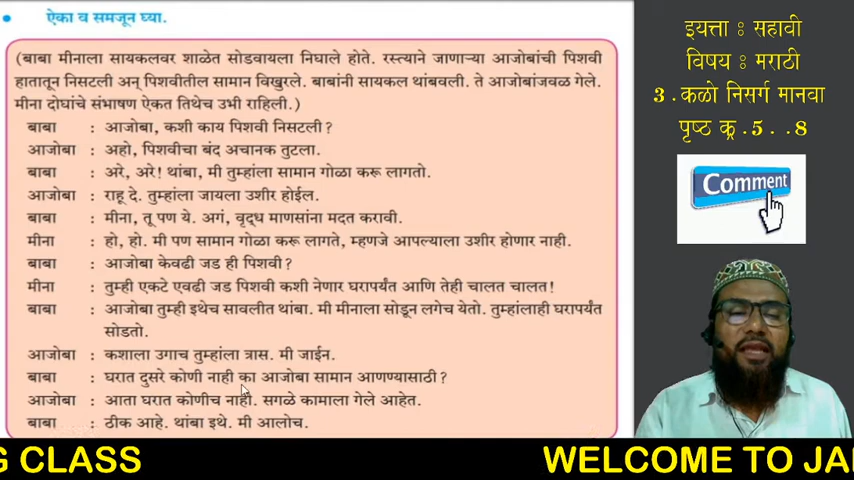 ऐका व समजून घ्या.
(बाबा मीनाला सायकलवर शाळेत सोडवायला निघाले होते. रस्त्याने जाणाऱ्या आजोबांची पिशवी
हातातून निसटली अन् पिशवीतील सामान विखुरले. बाबांनी सायकल थांबवली. ते आजोबांजवळ गेले.
मीना दोघांचे संभाषण ऐकत तिथेच उभी राहिली.)
बाबा : आजोबा, कशी काय पिशवी निसटली?
आजोबा : अहो, पिशवीचा बंद अचानक तुटला.
बाबा : अरे, अरे! थांबा, मी तुम्हांला सामान गोळा करू लागतो.
आजोबा : राहू दे. तुम्हांला जायला उशीर होईल.
बाबा : मीना, तू पण ये. अगं, वृद्ध माणसांना मदत करावी.
मीना : हो, हो. मी पण सामान गोळा करू लागते, म्हणजे आपल्याला उशीर होणार नाही.
बाबा : आजोबा केवढी जड ही पिशवी?
मीना : तुम्ही एकटे एवढी जड पिशवी कशी नेणार घरापर्यंत आणि तेही चालत चालत!
बाबा : आजोबा तुम्ही इथेच सावलीत थांबा. मी मीनाला सोडून लगेच येतो. तुम्हांलाही घरापर्यंत
सोडतो.
आजोबा : कशाला उगाच तुम्हांला त्रास. मी जाईन.
बाबा : घरात दुसरे कोणी नाही का आजोबा सामान आणण्यासाठी?
आजोबा : आता घरात कोणीच नाही. सगळे कामाला गेले आहेत.
बाबा : ठीक आहे. थांबा इथे. मी आलोच.
इयत्ता : सहावी
विषय : मराठी
3 . कळो निसर्ग मानवा
पृष्ठ क्र . 5 . . 8
Comment
G CLASS WELCOME TO JA